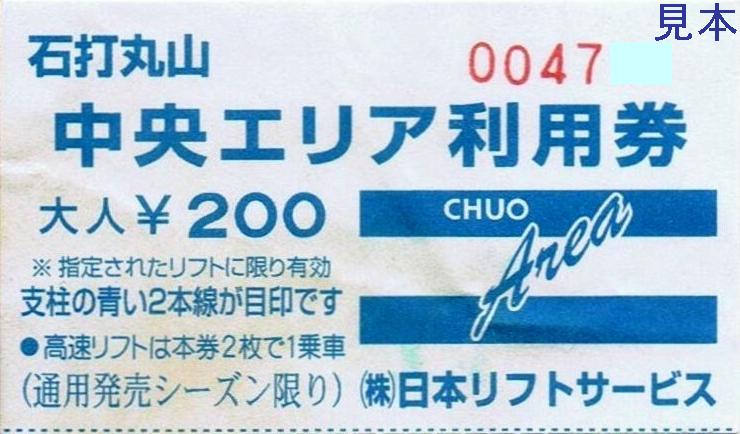 見本
石打丸山
0047
中央エリア利用券
大人￥200
CHUO
Area
※指定されたリフトに限り有効
支柱の青い2本線が目印です
●高速リフトは本券2枚で1乗車
(通用発売シーズン限り)
㈱日本リフトサービス